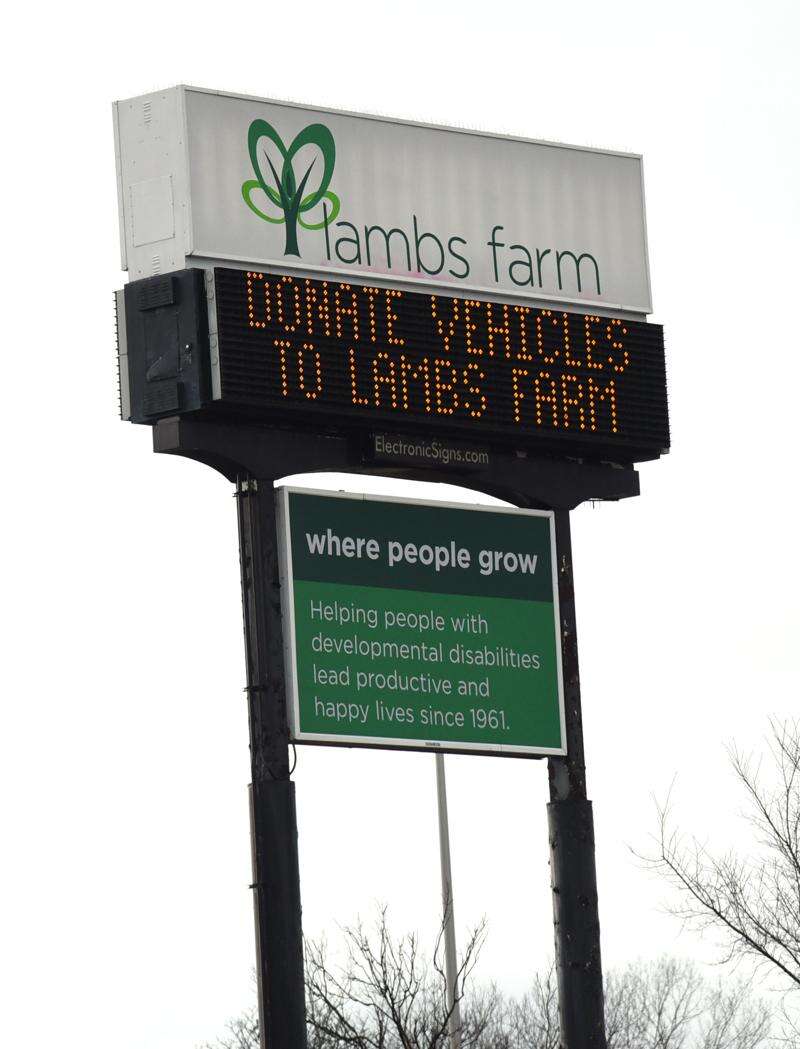 lambs farm
DONATE VEHICLES
TO LAMBS FARM
ElectronicSigns.com
where people grow
Helping people with
developmental disabilities
lead productive and
happy lives since 1961.